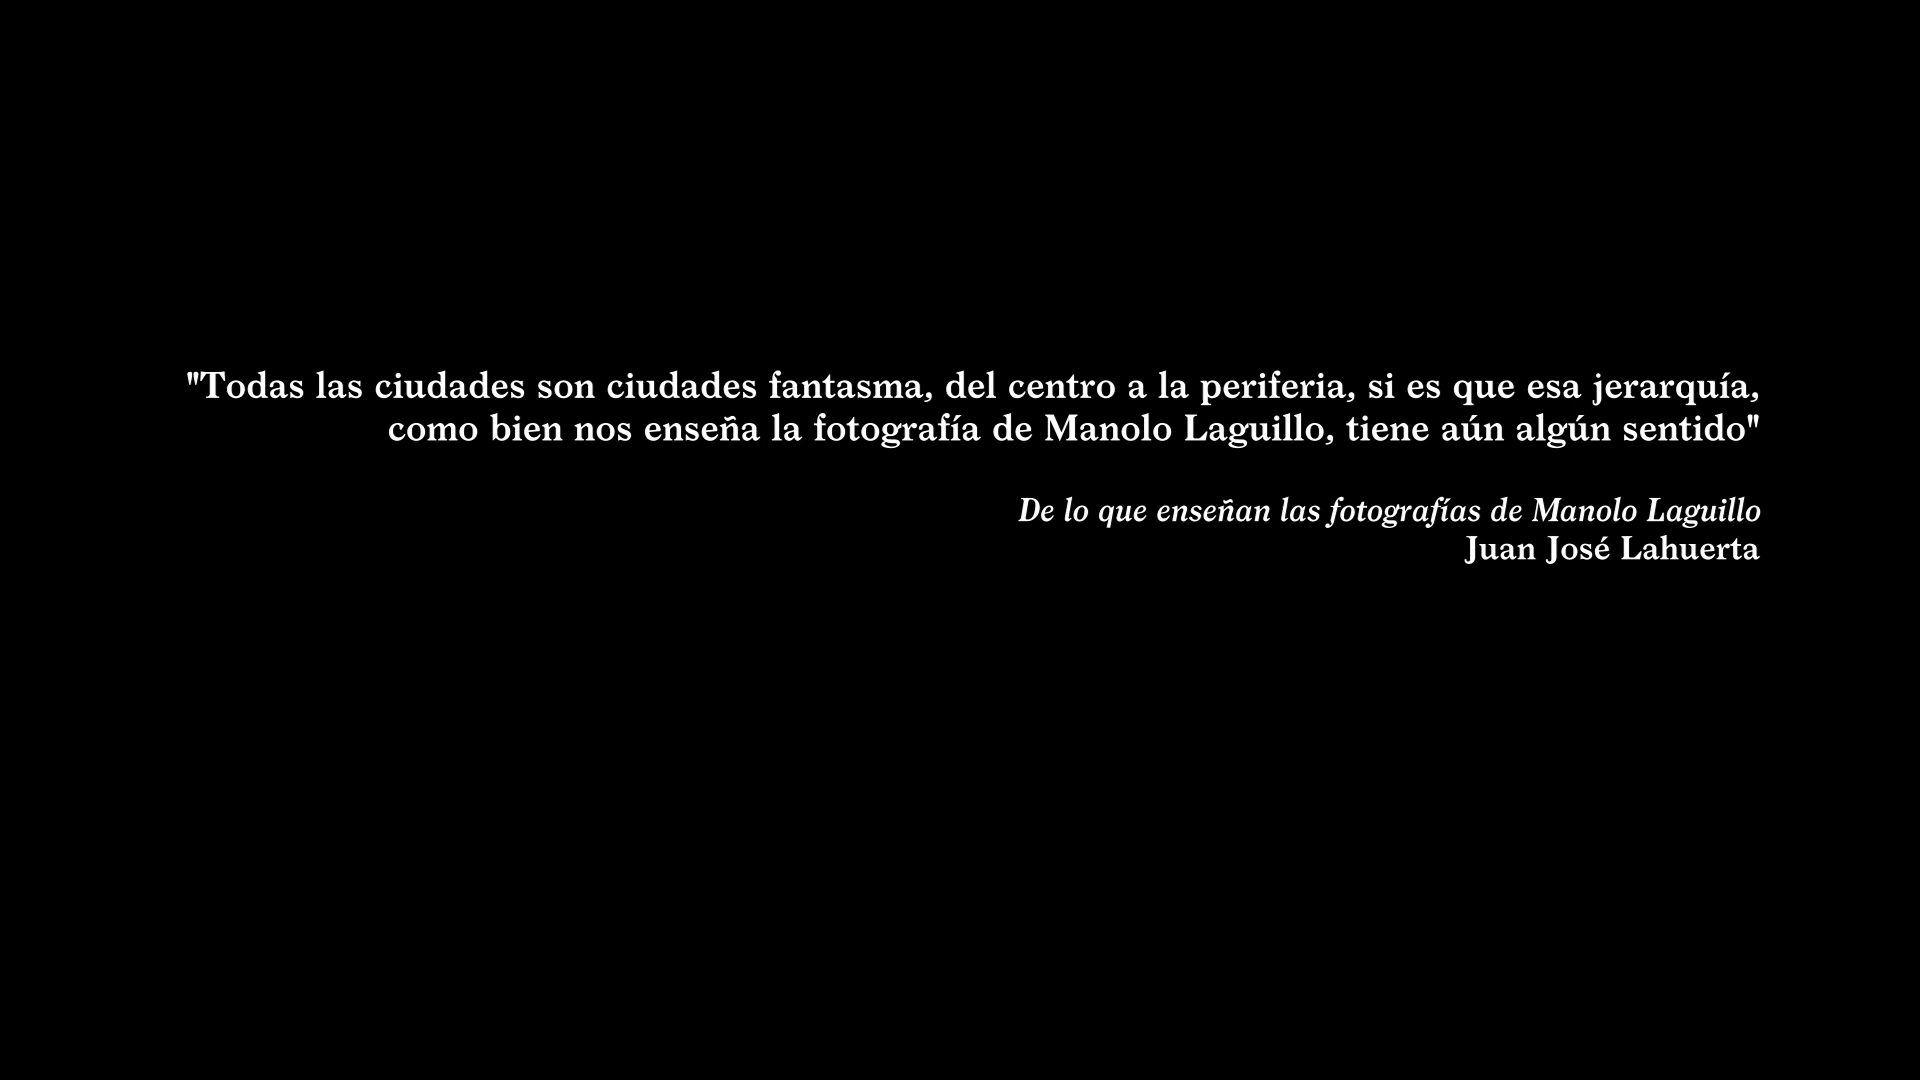 "Todas las ciudades son ciudades fantasma, del centro a la periferia, si es que esa jerarquía,
como bien nos enseña la fotografía de Manolo Laguillo, tiene aún algún sentido"
De lo que enseñan las fotografías de Manolo Laguillo
Juan José Lahuerta